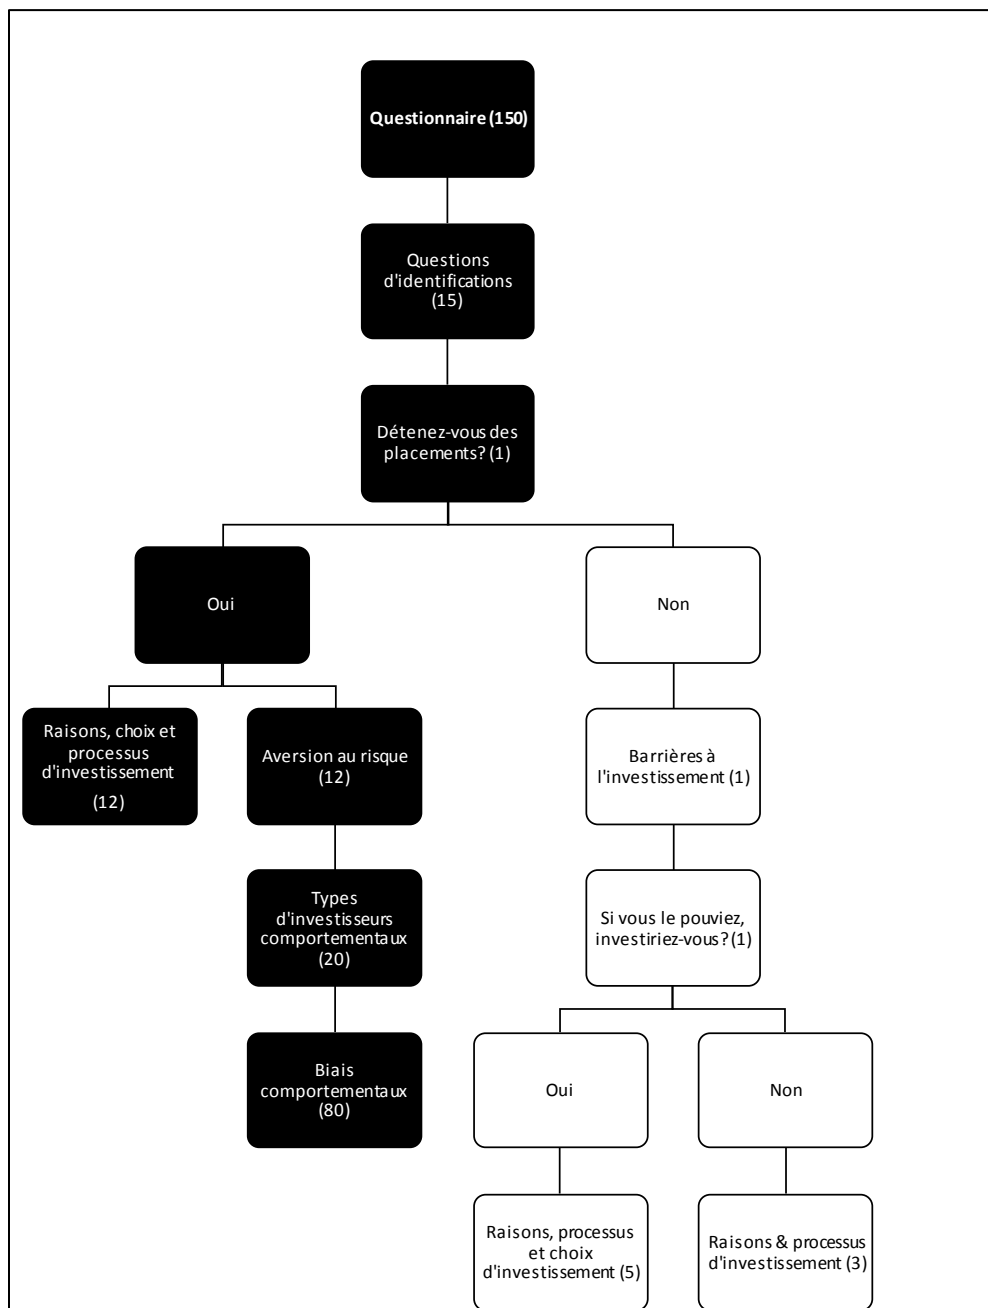 Questionnaire (150)
Questions
d'identifications
(15)
Détenez-vous des
placements? (1)
Oui
Non
Raisons, choix et
processus
d'investissement
(12)
Aversion au risque
(12)
Barrières à
l'investissement (1)
Types
d'investisseurs
comportementaux
(20)
Si vous le pouviez,
investiriez-vous? (1)
Biais
comportementaux
(80)
Oui
Non
Raisons, processus
et choix
d'investissement (5)
Raisons & processus
d'investissement (3)